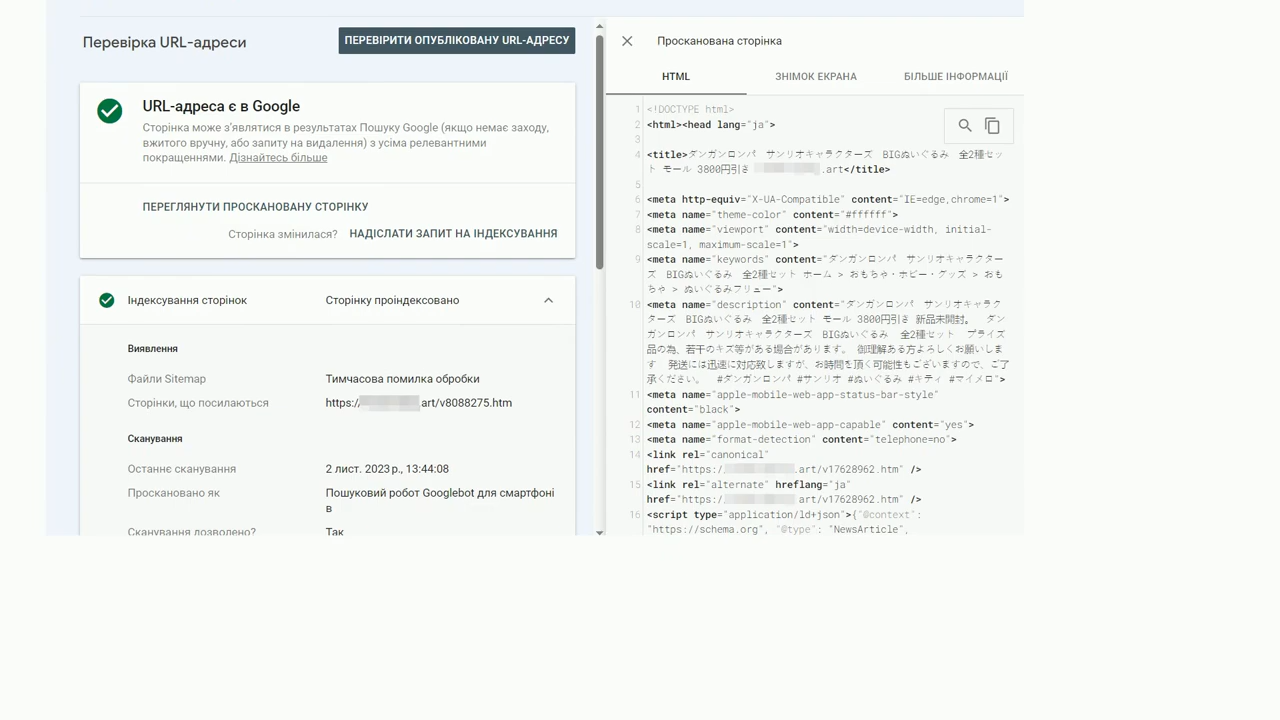 Перевірка URL-адреси
ПЕРЕВІРИТИ ОПУБЛІКОВАНУ URL-АДРЕСУ
URL-адреса є в Google
Сторінка може з'являтися в результатах Пошуку Google (якщо немає заходу,
вжитого вручну, або запиту на видалення) з усіма релевантними
покращеннями. Дізнайтесь більше
ПЕРЕГЛЯНУТИ ПРОСКАНОВАНУ СТОРІНКУ
Сторінка змінилася? НАДІСЛАТИ ЗАПИТ НА ІНДЕКСУВАННЯ
Індексування сторінок Сторінку проіндексовано
Виявлення
Файли Sitemap Тимчасова помилка обробки
Сторінки, що посилаються https:/ .art/v8088275.htm
Сканування
Останнє сканування 2 лист. 2023 р., 13:44:08
Проскановано як Пошуковий робот Googlebot для смартфоні
в
Сканування дозволено? Так
Просканована сторінка
HTML ЗНІМОК ЕКРАНА БІЛЬШЕ ІНФОРМАЦІЇ
1 <!DOCTYPE html>
2 <html><head lang="ja">
3
4 <title>ダンガンロンパ　サンリオキャラクターズ　BIGぬいぐるみ　全2種セッ
ト モール 3800円引き .art</title>
5
6 <meta http-equiv="X-UA-Compatible" content="IE=edge,chrome=1">
7 <meta name="theme-color" content="#ffffff">
8 <meta name="viewport" content="width=device-width, initial-
scale=1, maximum-scale=1">
9 <meta name="keywords" content="ダンガンロンパ　サンリオキャラクター
ズ　BIGぬいぐるみ　全2種セット ホーム > おもちゃ・ホビー・グッズ > おも
ちゃ > ぬいぐるみフリュー">
10 <meta name="description" content="ダンガンロンパ　サンリオキャラク
ターズ　BIGぬいぐるみ　全2種セット モール 3800円引き 新品未開封。　ダン
ガンロンパ　サンリオキャラクターズ　BIGぬいぐるみ　全2種セット　プライズ
品の為、若干のキズ等がある場合があります。 御理解ある方よろしくお願いしま
す　発送には迅速に対応致しますが、お時間を頂く可能性もございますので、ご了
承ください。　#ダンガンロンパ #サンリオ #ぬいぐるみ #キティ #マイメロ">
11 <meta name="apple-mobile-web-app-status-bar-style"
content="black">
12 <meta name="apple-mobile-web-app-capable" content="yes">
13 <meta name="format-detection" content="telephone=no">
14 <link rel="canonical"
href="https:/ .art/v17628962.htm" />
15 <link rel="alternate" hreflang="ja"
href="https:/ art/v17628962.htm" />
16 <script type="application/ld+json">{"@context":
"https://schema.org", "@type": "NewsArticle",